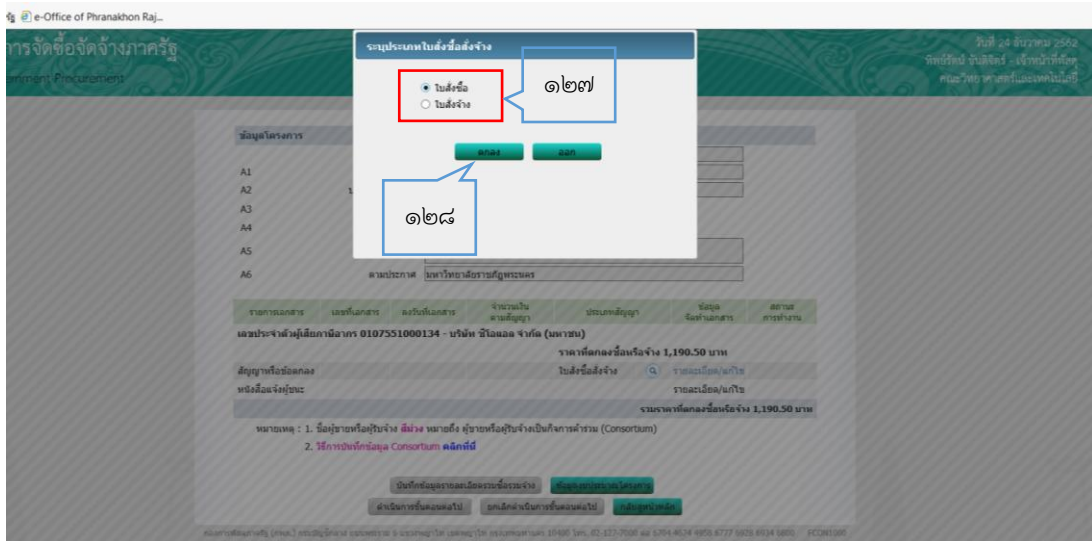 e-Office of Phranakhon Raj...
การจัดซื้อจัดจ้างภาครัฐ
ernment Procurement
วันที่ 24 ธันวาคม 2562
คณะวิทยาศาสตร์และเทคโนโลยี
ระบุประเภทใบสั่งซื้อสั่งจ้าง
ใบสั่งซื้อ
ใบสั่งจ้าง
๑๒๗
ตกลง
ออก
๑๒๘
ข้อมูลโครงการ
A1
A2
A3
A4
A5
A6 ตามประกาศ มหาวิทยาลัยราชภัฏพระนคร
รายการเอกสาร เลขที่เอกสาร ลงวันที่เอกสาร จำนวนเงินตามสัญญา ประเภทสัญญา ข้อมูลจัดทำเอกสาร สถานะการทำงาน
เลขประจำตัวผู้เสียภาษีอากร 0107551000134 - บริษัท ซีโอแอล จำกัด (มหาชน)
ราคาที่ตกลงซื้อหรือจ้าง 1,190.50 บาท
สัญญาหรือข้อตกลง ใบสั่งซื้อสั่งจ้าง รายละเอียด/แก้ไข
หนังสือแจ้งผู้ชนะ รายละเอียด/แก้ไข
รวมราคาที่ตกลงซื้อหรือจ้าง 1,190.50 บาท
หมายเหตุ : 1. ชื่อผู้ขายหรือผู้รับจ้าง สีม่วง หมายถึง ผู้ขายหรือผู้รับจ้างเป็นกิจการค้าร่วม (Consortium)
2. วิธีการบันทึกข้อมูล Consortium คลิกที่นี่
บันทึกข้อมูลรายละเอียดรวมซื้อรวมจ้าง ข้อมูลงบประมาณโครงการ
ดำเนินการขั้นตอนต่อไป ยกเลิกดำเนินการขั้นตอนต่อไป กลับสู่หน้าหลัก